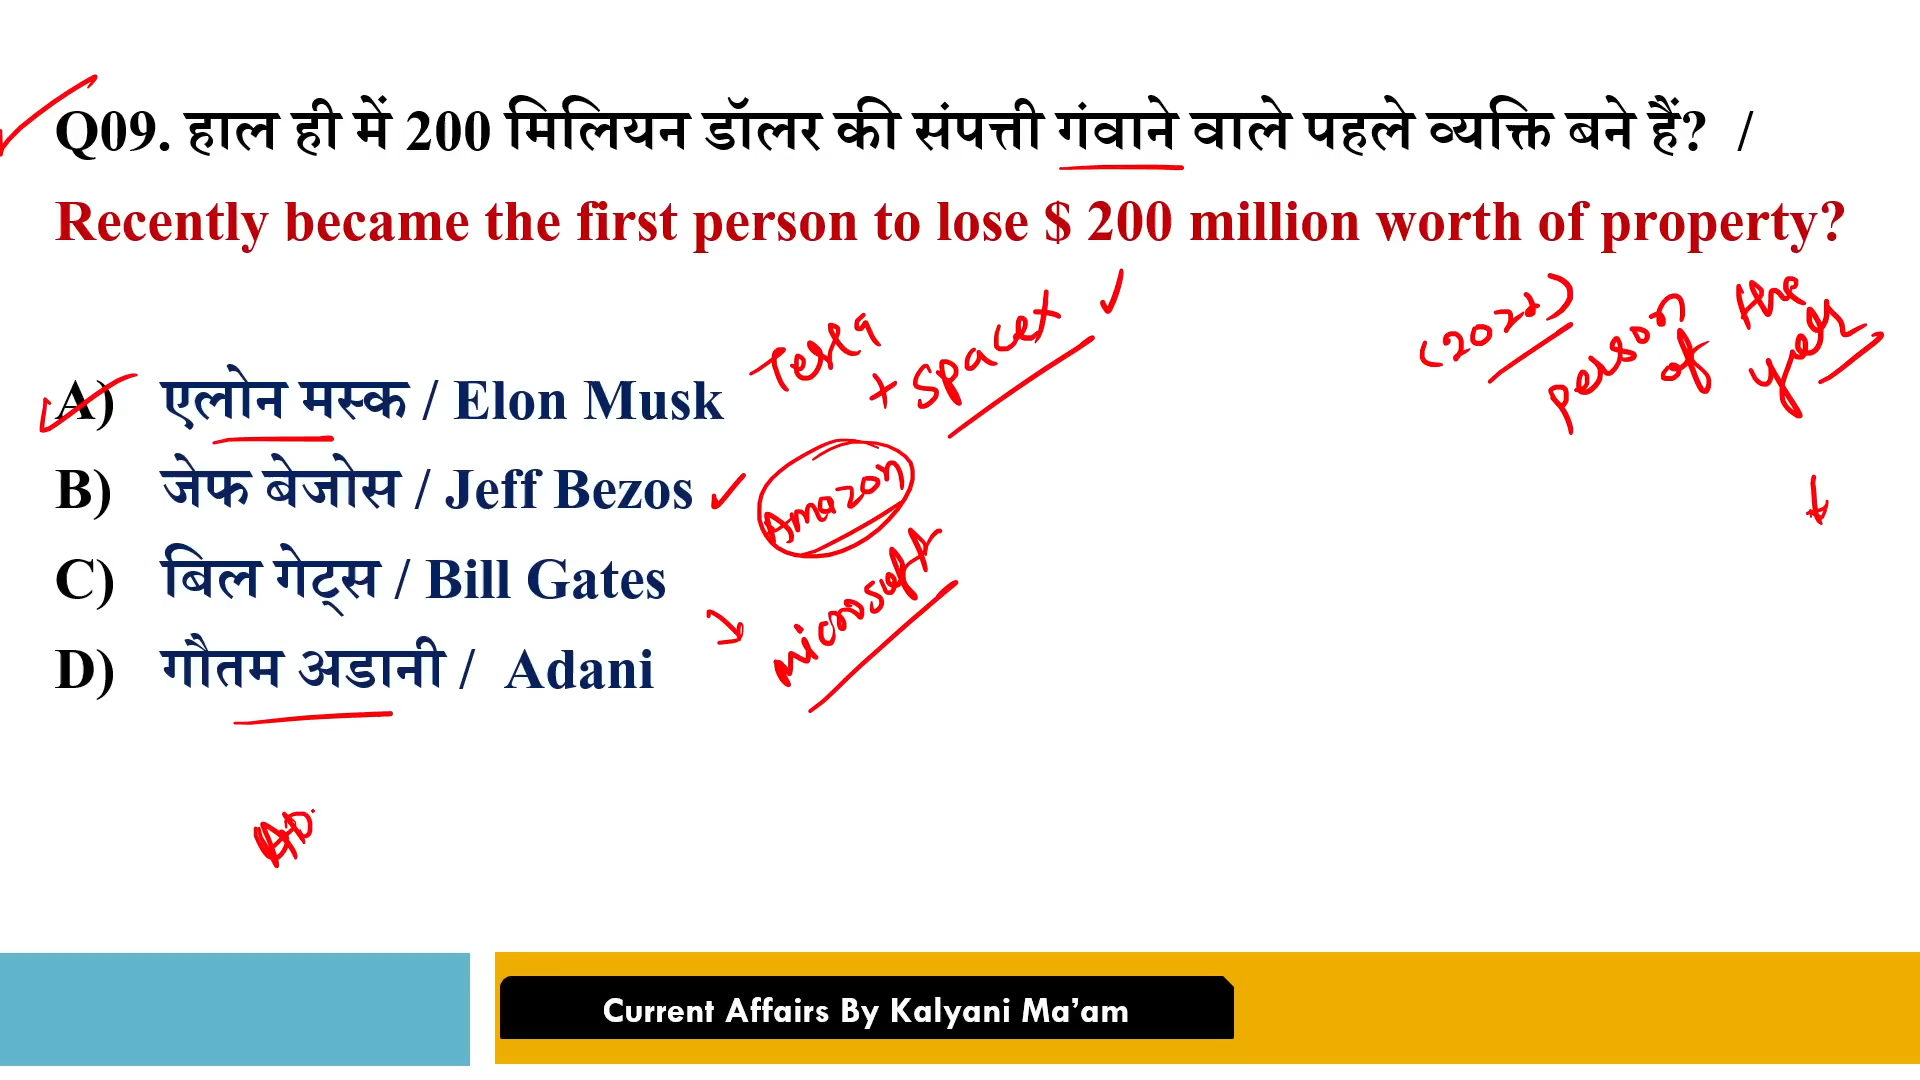 Q09. हाल ही में 200 मिलियन डॉलर की संपत्ती गंवाने वाले पहले व्यक्ति बने हैं? /
Recently became the first person to lose $ 200 million worth of property?
(2022) person of the year
Tesla + Spacex
A) एलोन मस्क / Elon Musk
B) जेफ बेजोस / Jeff Bezos
Amazon
C) बिल गेट्स / Bill Gates
microsoft
D) गौतम अडानी / Adani
Current Affairs By Kalyani Ma'am